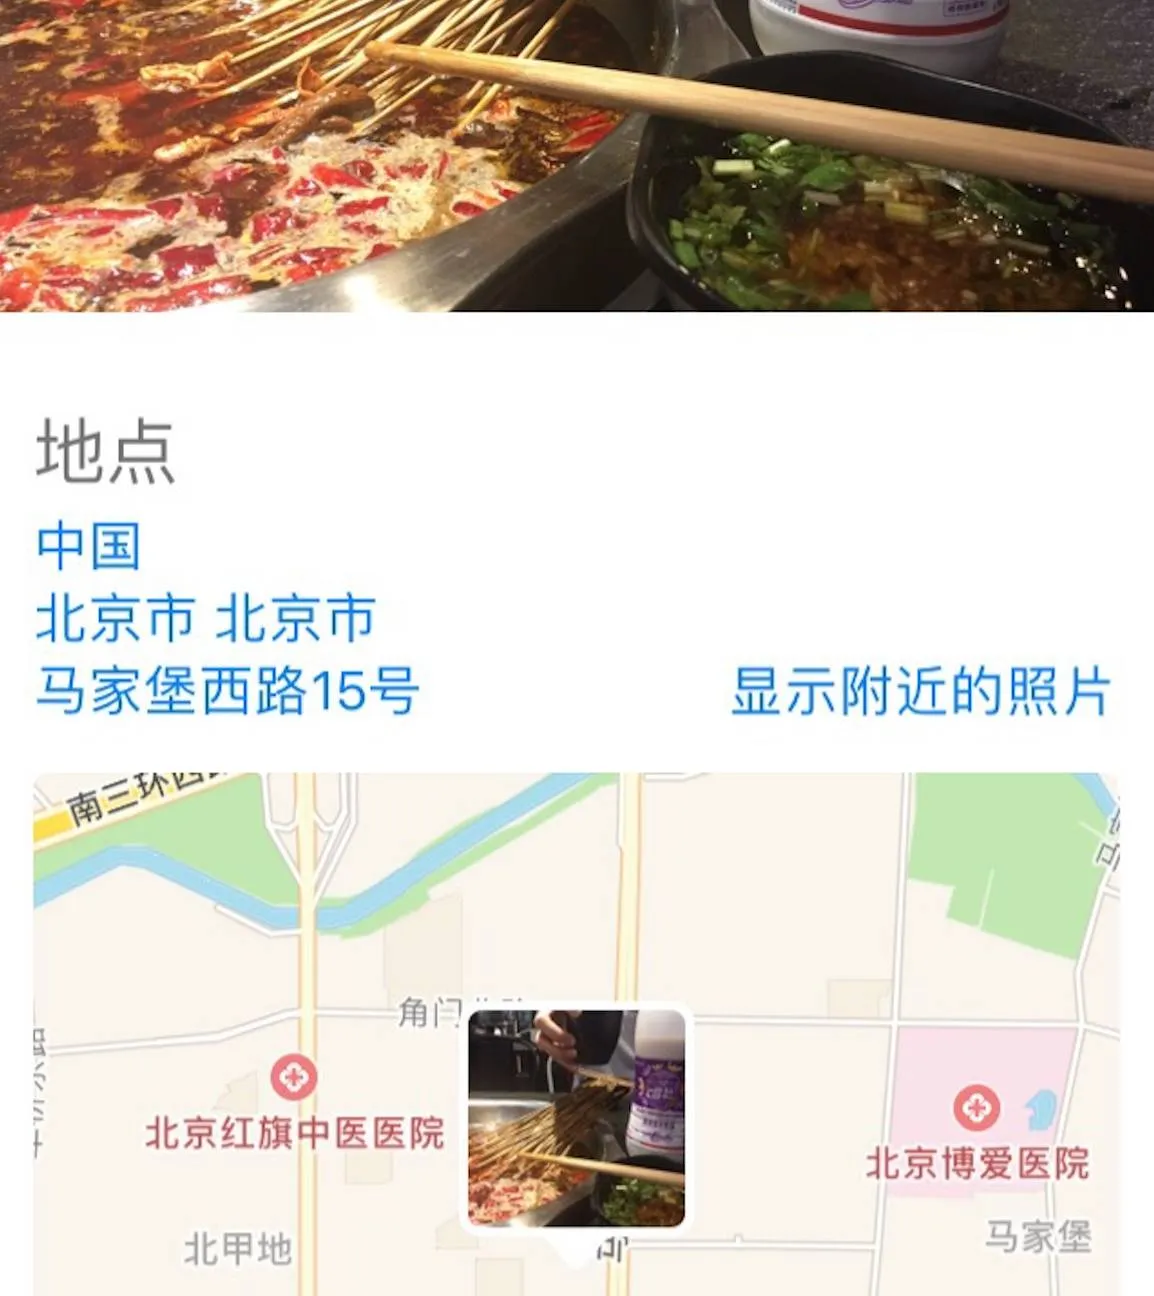 地点
中国
北京市 北京市
马家堡西路15号
显示附近的照片
南三环西
角门
北京红旗中医医院
北京博爱医院
北甲地
马家堡